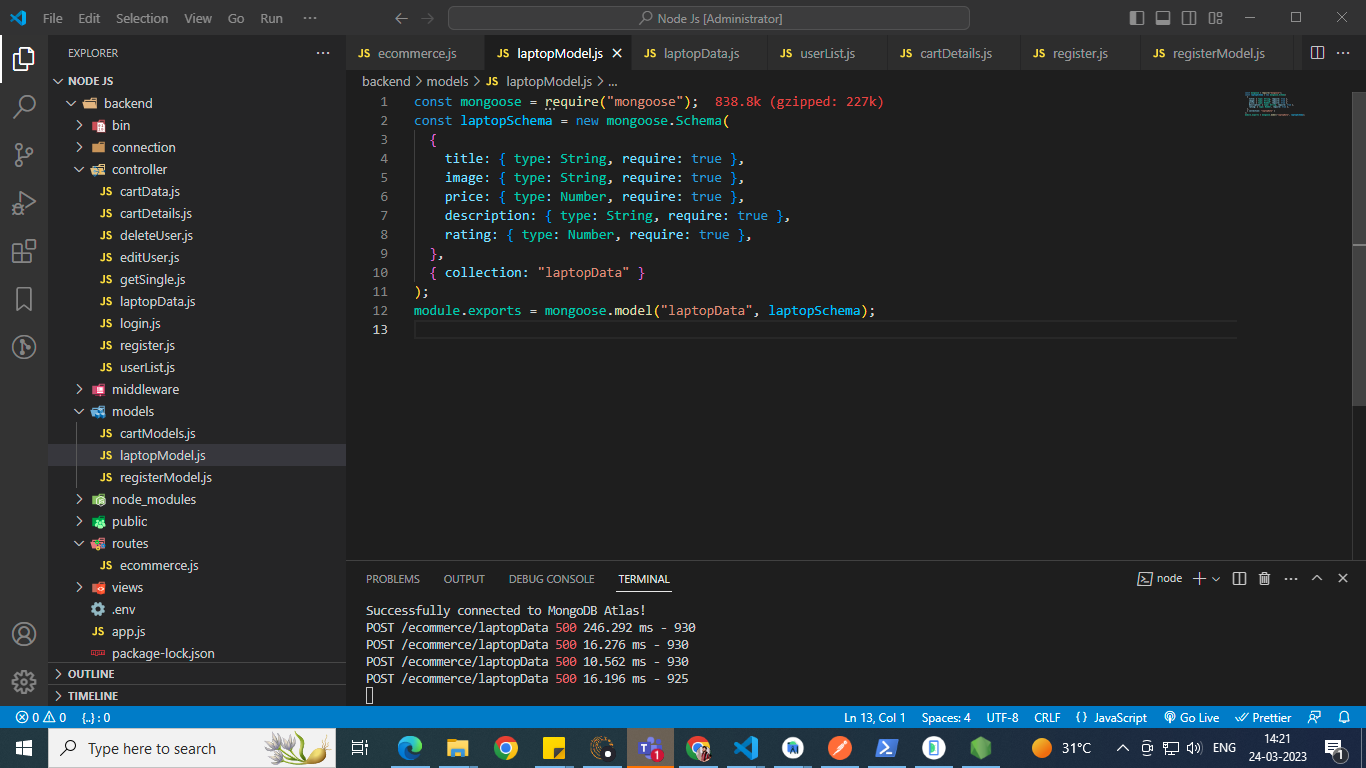 File Edit Selection View Go Run ···
Node Js [Administrator]
EXPLORER
NODE JS
backend
bin
connection
controller
JS cartData.js
JS cartDetails.js
JS deleteUser.js
JS editUser.js
JS getSingle.js
JS laptopData.js
JS login.js
JS register.js
JS userList.js
middleware
models
JS cartModels.js
JS laptopModel.js
JS registerModel.js
node_modules
public
routes
JS ecommerce.js
views
.env
JS app.js
package-lock.json
OUTLINE
TIMELINE
JS ecommerce.js JS laptopModel.js JS laptopData.js JS userList.js JS cartDetails.js JS register.js JS registerModel.js
backend > models > JS laptopModel.js > ...
1 const mongoose = require("mongoose"); 838.8k (gzipped: 227k)
2 const laptopSchema = new mongoose.Schema(
3 {
4 title: { type: String, require: true },
5 image: { type: String, require: true },
6 price: { type: Number, require: true },
7 description: { type: String, require: true },
8 rating: { type: Number, require: true },
9 },
10 { collection: "laptopData" }
11 );
12 module.exports = mongoose.model("laptopData", laptopSchema);
13
PROBLEMS OUTPUT DEBUG CONSOLE TERMINAL
node
Successfully connected to MongoDB Atlas!
POST /ecommerce/laptopData 500 246.292 ms - 930
POST /ecommerce/laptopData 500 16.276 ms - 930
POST /ecommerce/laptopData 500 10.562 ms - 930
POST /ecommerce/laptopData 500 16.196 ms - 925
0 0 {..} : 0
Ln 13, Col 1 Spaces: 4 UTF-8 CRLF {} JavaScript Go Live Prettier
Type here to search
1
31°C
ENG
14:21
24-03-2023
1